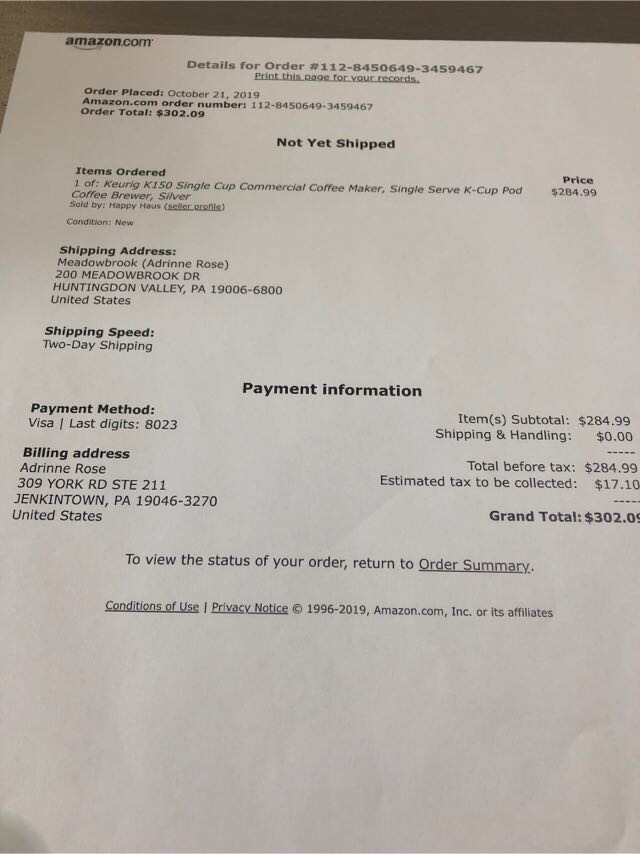 amazon.com
Details for Order #112-8450649-3459467
Print this page for your records.
Order Placed: October 21, 2019
Amazon.com order number: 112-8450649-3459467
Order Total: $302.09
Not Yet Shipped
Items Ordered Price
1 of: Keurig K150 Single Cup Commercial Coffee Maker, Single Serve K-Cup Pod $284.99
Coffee Brewer, Silver
Sold by: Happy Haus (seller profile)
Condition: New
Shipping Address:
Meadowbrook (Adrinne Rose)
200 MEADOWBROOK DR
HUNTINGDON VALLEY, PA 19006-6800
United States
Shipping Speed:
Two-Day Shipping
Payment information
Payment Method:
Visa | Last digits: 8023
Billing address
Adrinne Rose
309 YORK RD STE 211
JENKINTOWN, PA 19046-3270
United States
Item(s) Subtotal: $284.99
Shipping & Handling: $0.00
-----
Total before tax: $284.99
Estimated tax to be collected: $17.10
-----
Grand Total: $302.09
To view the status of your order, return to Order Summary.
Conditions of Use | Privacy Notice © 1996-2019, Amazon.com, Inc. or its affiliates